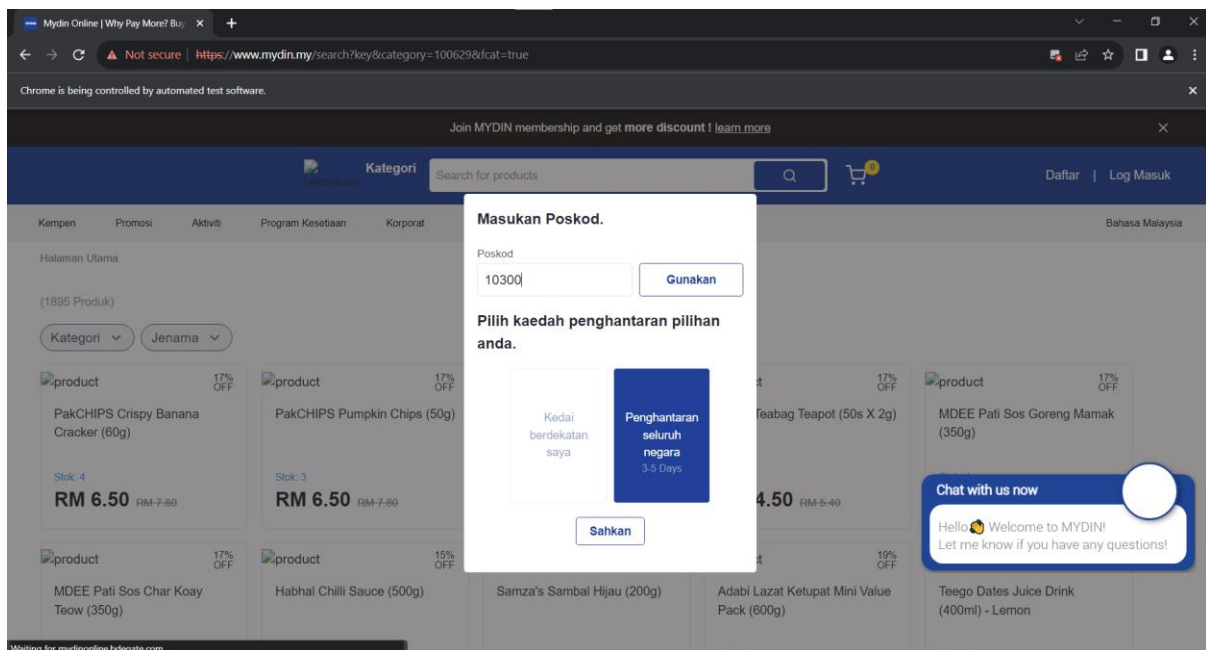 Mydin Online | Why Pay More? Buy
Not secure | https://www.mydin.my/search?key&category=100629&fcat=true
Chrome is being controlled by automated test software.
Join MYDIN membership and get more discount ! learn more
Kategori
Search for products
0
Daftar | Log Masuk
bentoicon
Kempen Promosi Aktiviti Program Kesetiaan Korporat
Bahasa Malaysia
Halaman Utama
(1895 Produk)
Kategori
Jenama
Masukan Poskod.
Poskod
10300
Gunakan
Pilih kaedah penghantaran pilihan
anda.
Kedai
berdekatan
saya
Penghantaran
seluruh
negara
3-5 Days
Sahkan
product
17%
OFF
PakCHIPS Crispy Banana
Cracker (60g)
Stok: 4
RM 6.50 RM 7.80
product
17%
OFF
PakCHIPS Pumpkin Chips (50g)
Stok: 3
RM 6.50 RM 7.80
17%
OFF
Teabag Teapot (50s X 2g)
4.50 RM 5.40
product
17%
OFF
MDEE Pati Sos Goreng Mamak
(350g)
Chat with us now
Hello Welcome to MYDIN!
Let me know if you have any questions!
product
17%
OFF
MDEE Pati Sos Char Koay
Teow (350g)
product
15%
OFF
Habhal Chilli Sauce (500g)
Samza's Sambal Hijau (200g)
19%
OFF
Adabi Lazat Ketupat Mini Value
Pack (600g)
Teego Dates Juice Drink
(400ml) - Lemon
Waiting for mydinonline.bdegate.com